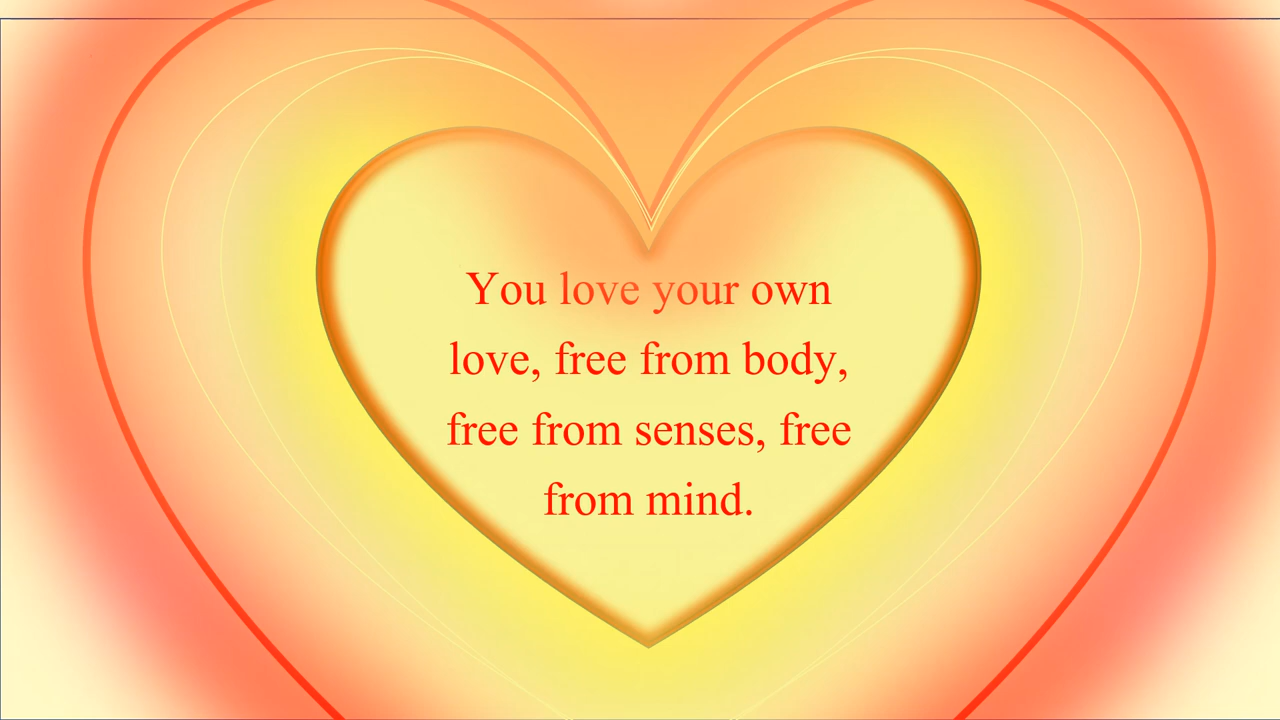 You love your own
love, free from body,
free from senses, free
from mind.